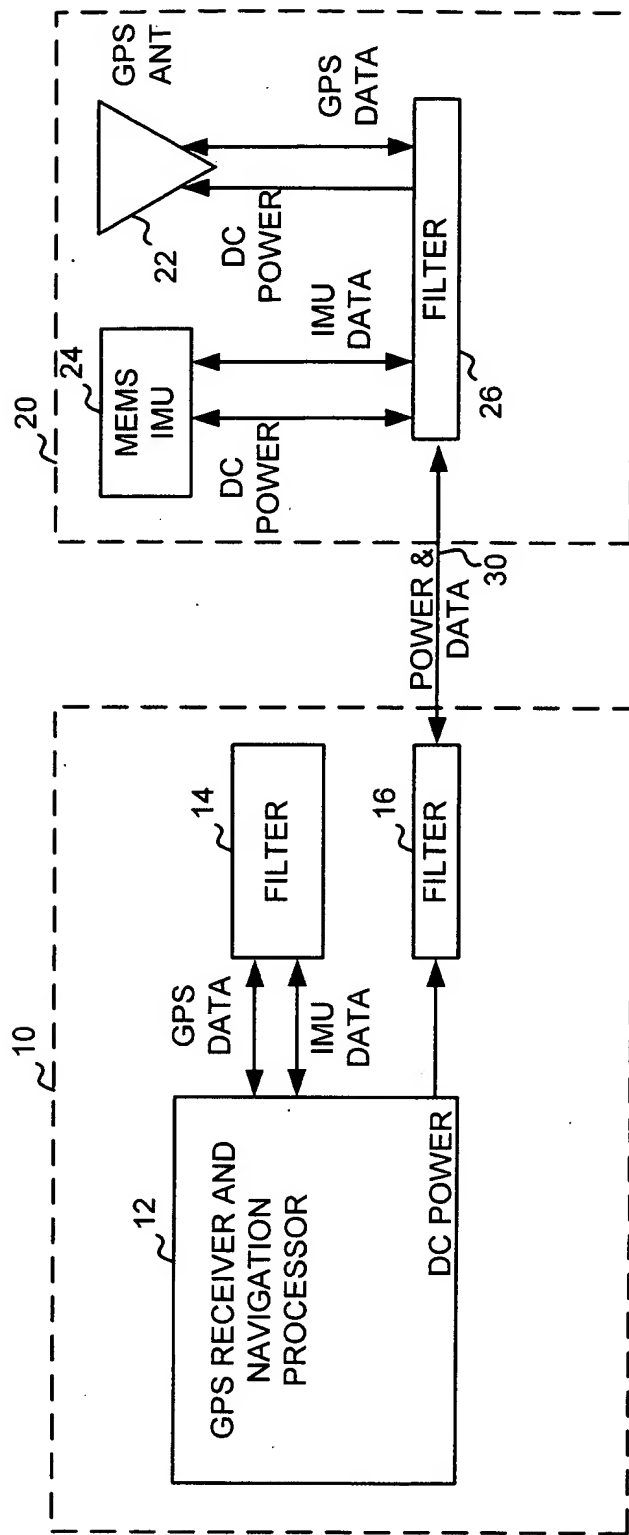 10
12
GPS RECEIVER AND
NAVIGATION
PROCESSOR
DC POWER
GPS
DATA
IMU
DATA
14
FILTER
16
FILTER
POWER &
DATA
30
20
24
MEMS
IMU
22
GPS
ANT
DC
POWER
IMU
DATA
DC
POWER
GPS
DATA
FILTER
26